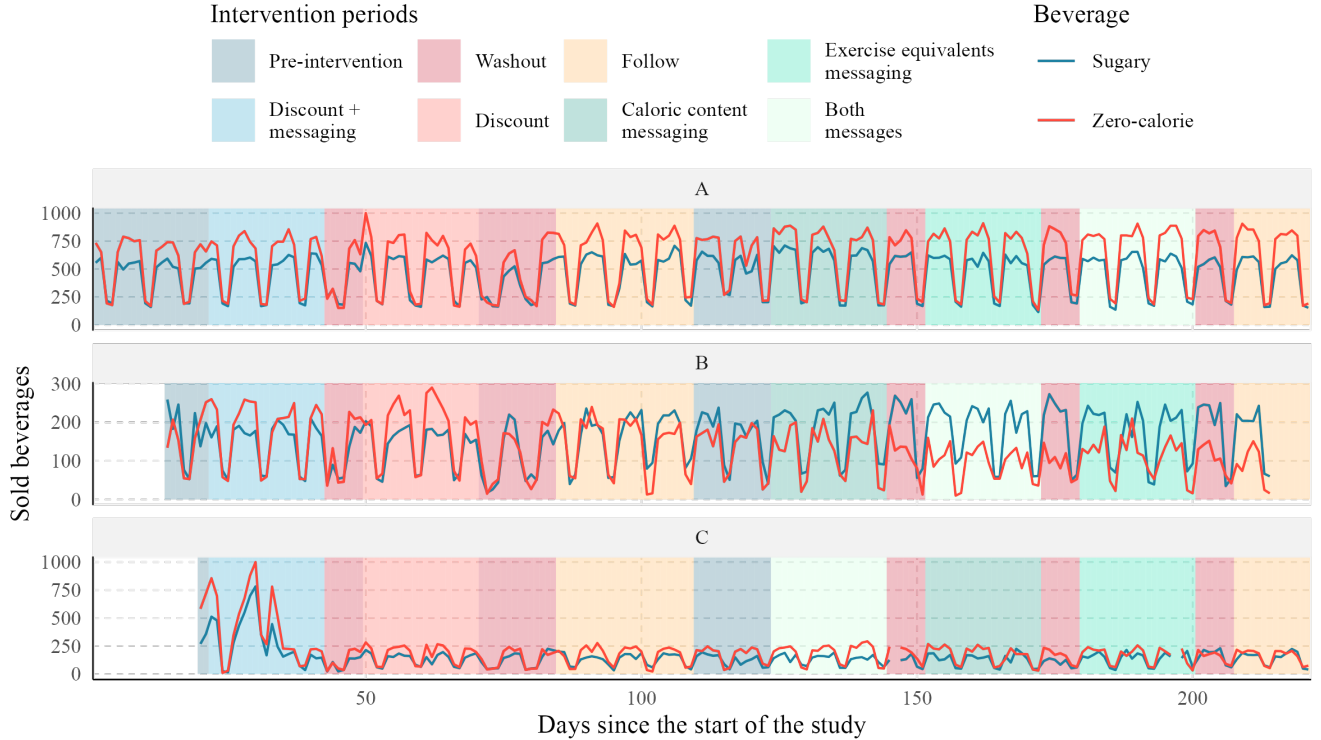 Intervention periods
Beverage
Pre-intervention
Washout
Follow
Exercise equivalents
messaging
Sugary
Discount +
messaging
Discount
Caloric content
messaging
Both
messages
Zero-calorie
A
1000
750
500
250
0
B
300
200
100
0
C
1000
750
500
250
0
Sold beverages
50
100
150
200
Days since the start of the study